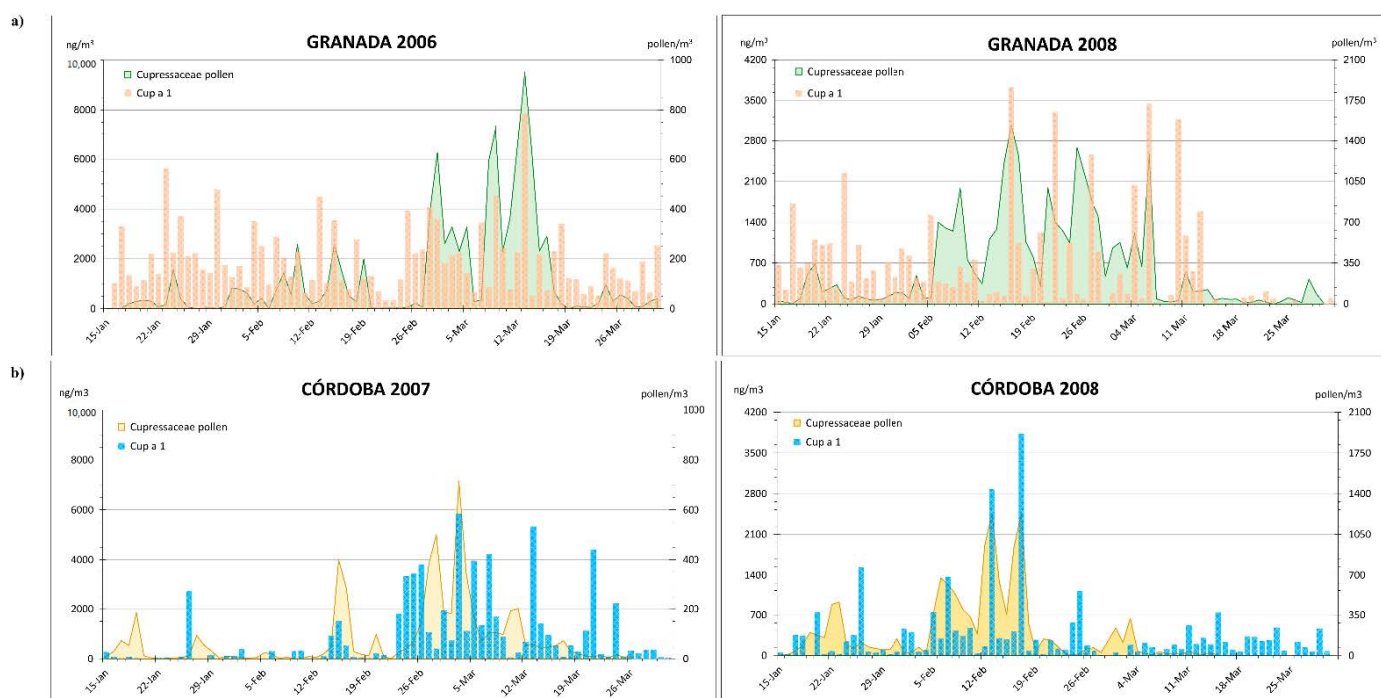 a)
GRANADA 2006
ng/m³
pollen/m³
Cupressaceae pollen
Cup a 1
10,000
8000
6000
4000
2000
0
1000
800
600
400
200
0
15-Jan
22-Jan
29-Jan
5-Feb
12-Feb
19-Feb
26-Feb
5-Mar
12-Mar
19-Mar
26-Mar
GRANADA 2008
ng/m³
pollen/m³
Cupressaceae pollen
Cup a 1
4200
3500
2800
2100
1400
700
0
2100
1750
1400
1050
700
350
0
15-Jan
22-Jan
29-Jan
05 Feb
12 Feb
19 Feb
26 Feb
04 Mar
11 Mar
18 Mar
25-Mar
b)
CÓRDOBA 2007
ng/m3
pollen/m3
Cupressaceae pollen
Cup a 1
10,000
8000
6000
4000
2000
0
1000
800
600
400
200
0
15-Jan
22-Jan
29-Jan
5-Feb
12-Feb
19-Feb
26-Feb
5-Mar
12-Mar
19-Mar
26-Mar
CÓRDOBA 2008
ng/m3
pollen/m3
Cupressaceae pollen
Cup a 1
4200
3500
2800
2100
1400
700
0
2100
1750
1400
1050
700
350
0
15-Jan
22-Jan
29-Jan
5-Feb
12-Feb
19-Feb
26-Feb
4-Mar
11-Mar
18-Mar
25-Mar